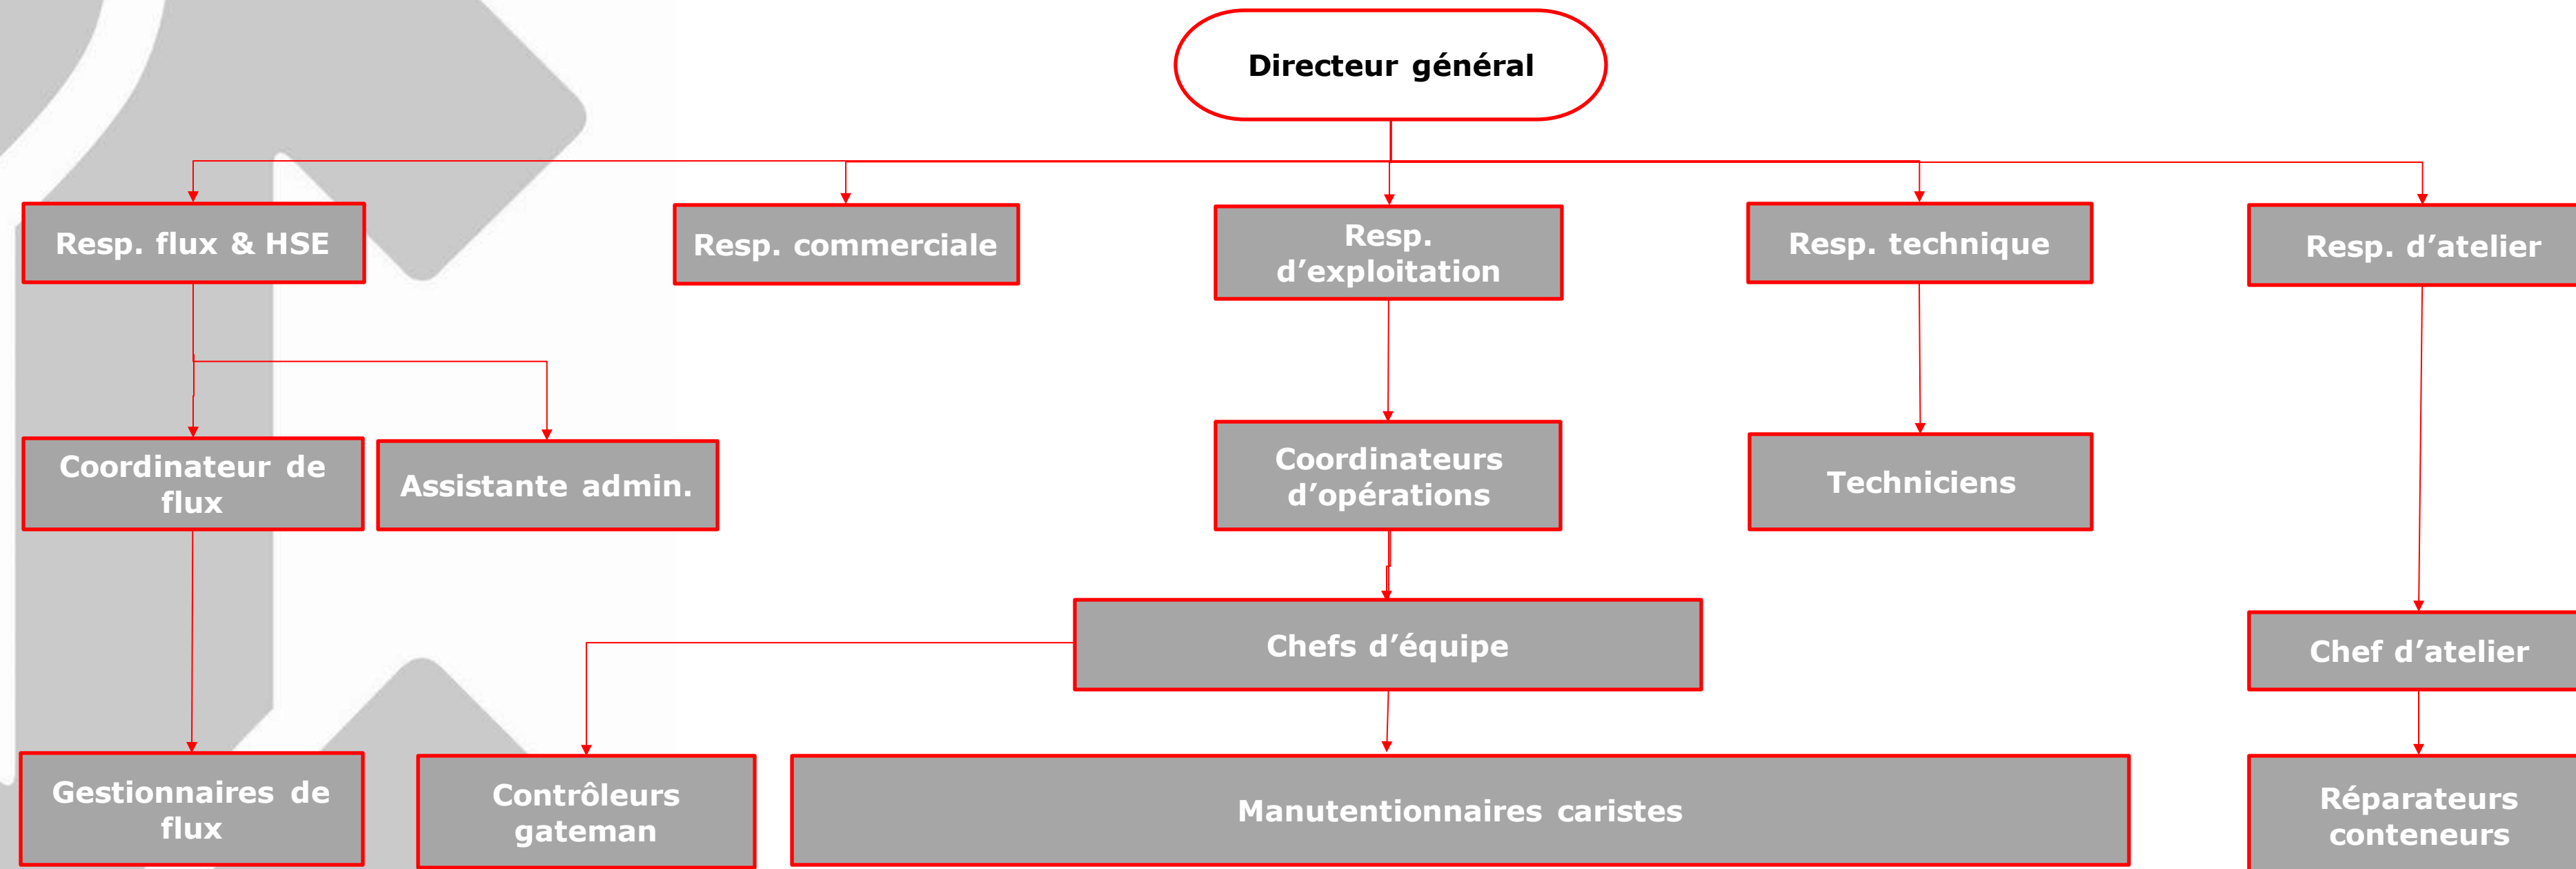 Directeur général
Resp. flux & HSE
Resp. commerciale
Resp.
d’exploitation
Resp. technique
Resp. d’atelier
Coordinateur de
flux
Assistante admin.
Coordinateurs
d’opérations
Techniciens
Chefs d’équipe
Chef d’atelier
Gestionnaires de
flux
Contrôleurs
gateman
Manutentionnaires caristes
Réparateurs
conteneurs